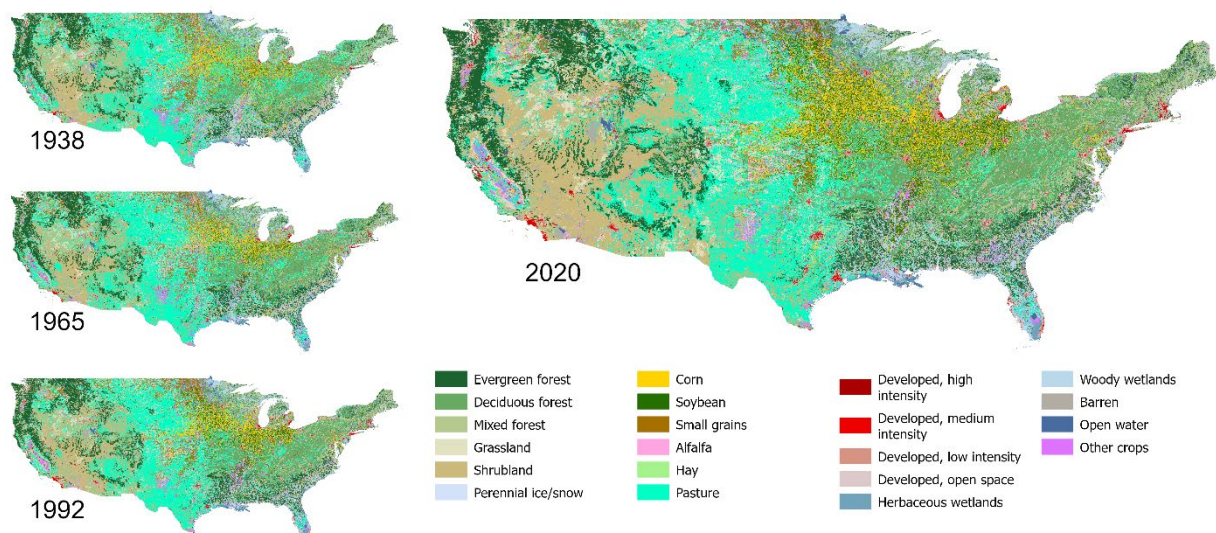 1938
1965
1992
2020
Evergreen forest
Deciduous forest
Mixed forest
Grassland
Shrubland
Perennial ice/snow
Corn
Soybean
Small grains
Alfalfa
Hay
Pasture
Developed, high
intensity
Developed, medium
intensity
Developed, low intensity
Developed, open space
Herbaceous wetlands
Woody wetlands
Barren
Open water
Other crops